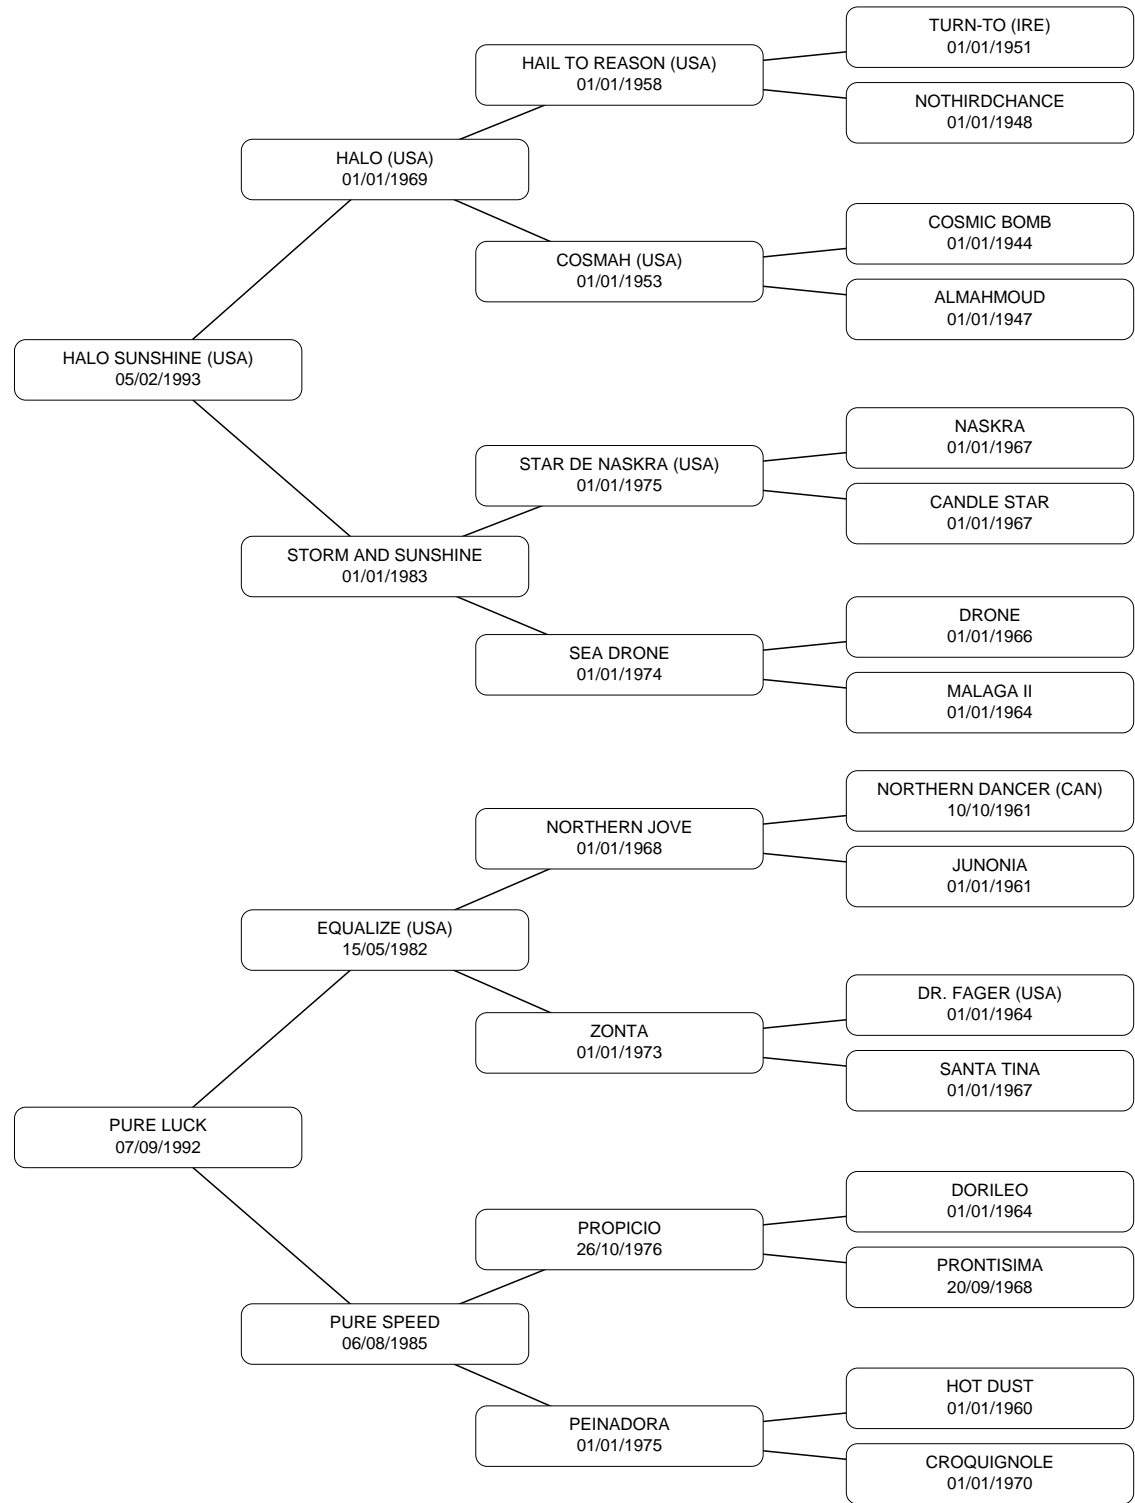 TURN-TO (IRE)
01/01/1951
HAIL TO REASON (USA)
01/01/1958
NOTHIRDCHANCE
01/01/1948
HALO (USA)
01/01/1969
COSMIC BOMB
01/01/1944
COSMAH (USA)
01/01/1953
ALMAHMOUD
01/01/1947
HALO SUNSHINE (USA)
05/02/1993
NASKRA
01/01/1967
STAR DE NASKRA (USA)
01/01/1975
CANDLE STAR
01/01/1967
STORM AND SUNSHINE
01/01/1983
DRONE
01/01/1966
SEA DRONE
01/01/1974
MALAGA II
01/01/1964
NORTHERN DANCER (CAN)
10/10/1961
NORTHERN JOVE
01/01/1968
JUNONIA
01/01/1961
EQUALIZE (USA)
15/05/1982
DR. FAGER (USA)
01/01/1964
ZONTA
01/01/1973
SANTA TINA
01/01/1967
PURE LUCK
07/09/1992
DORILEO
01/01/1964
PROPICIO
26/10/1976
PRONTISIMA
20/09/1968
PURE SPEED
06/08/1985
HOT DUST
01/01/1960
PEINADORA
01/01/1975
CROQUIGNOLE
01/01/1970